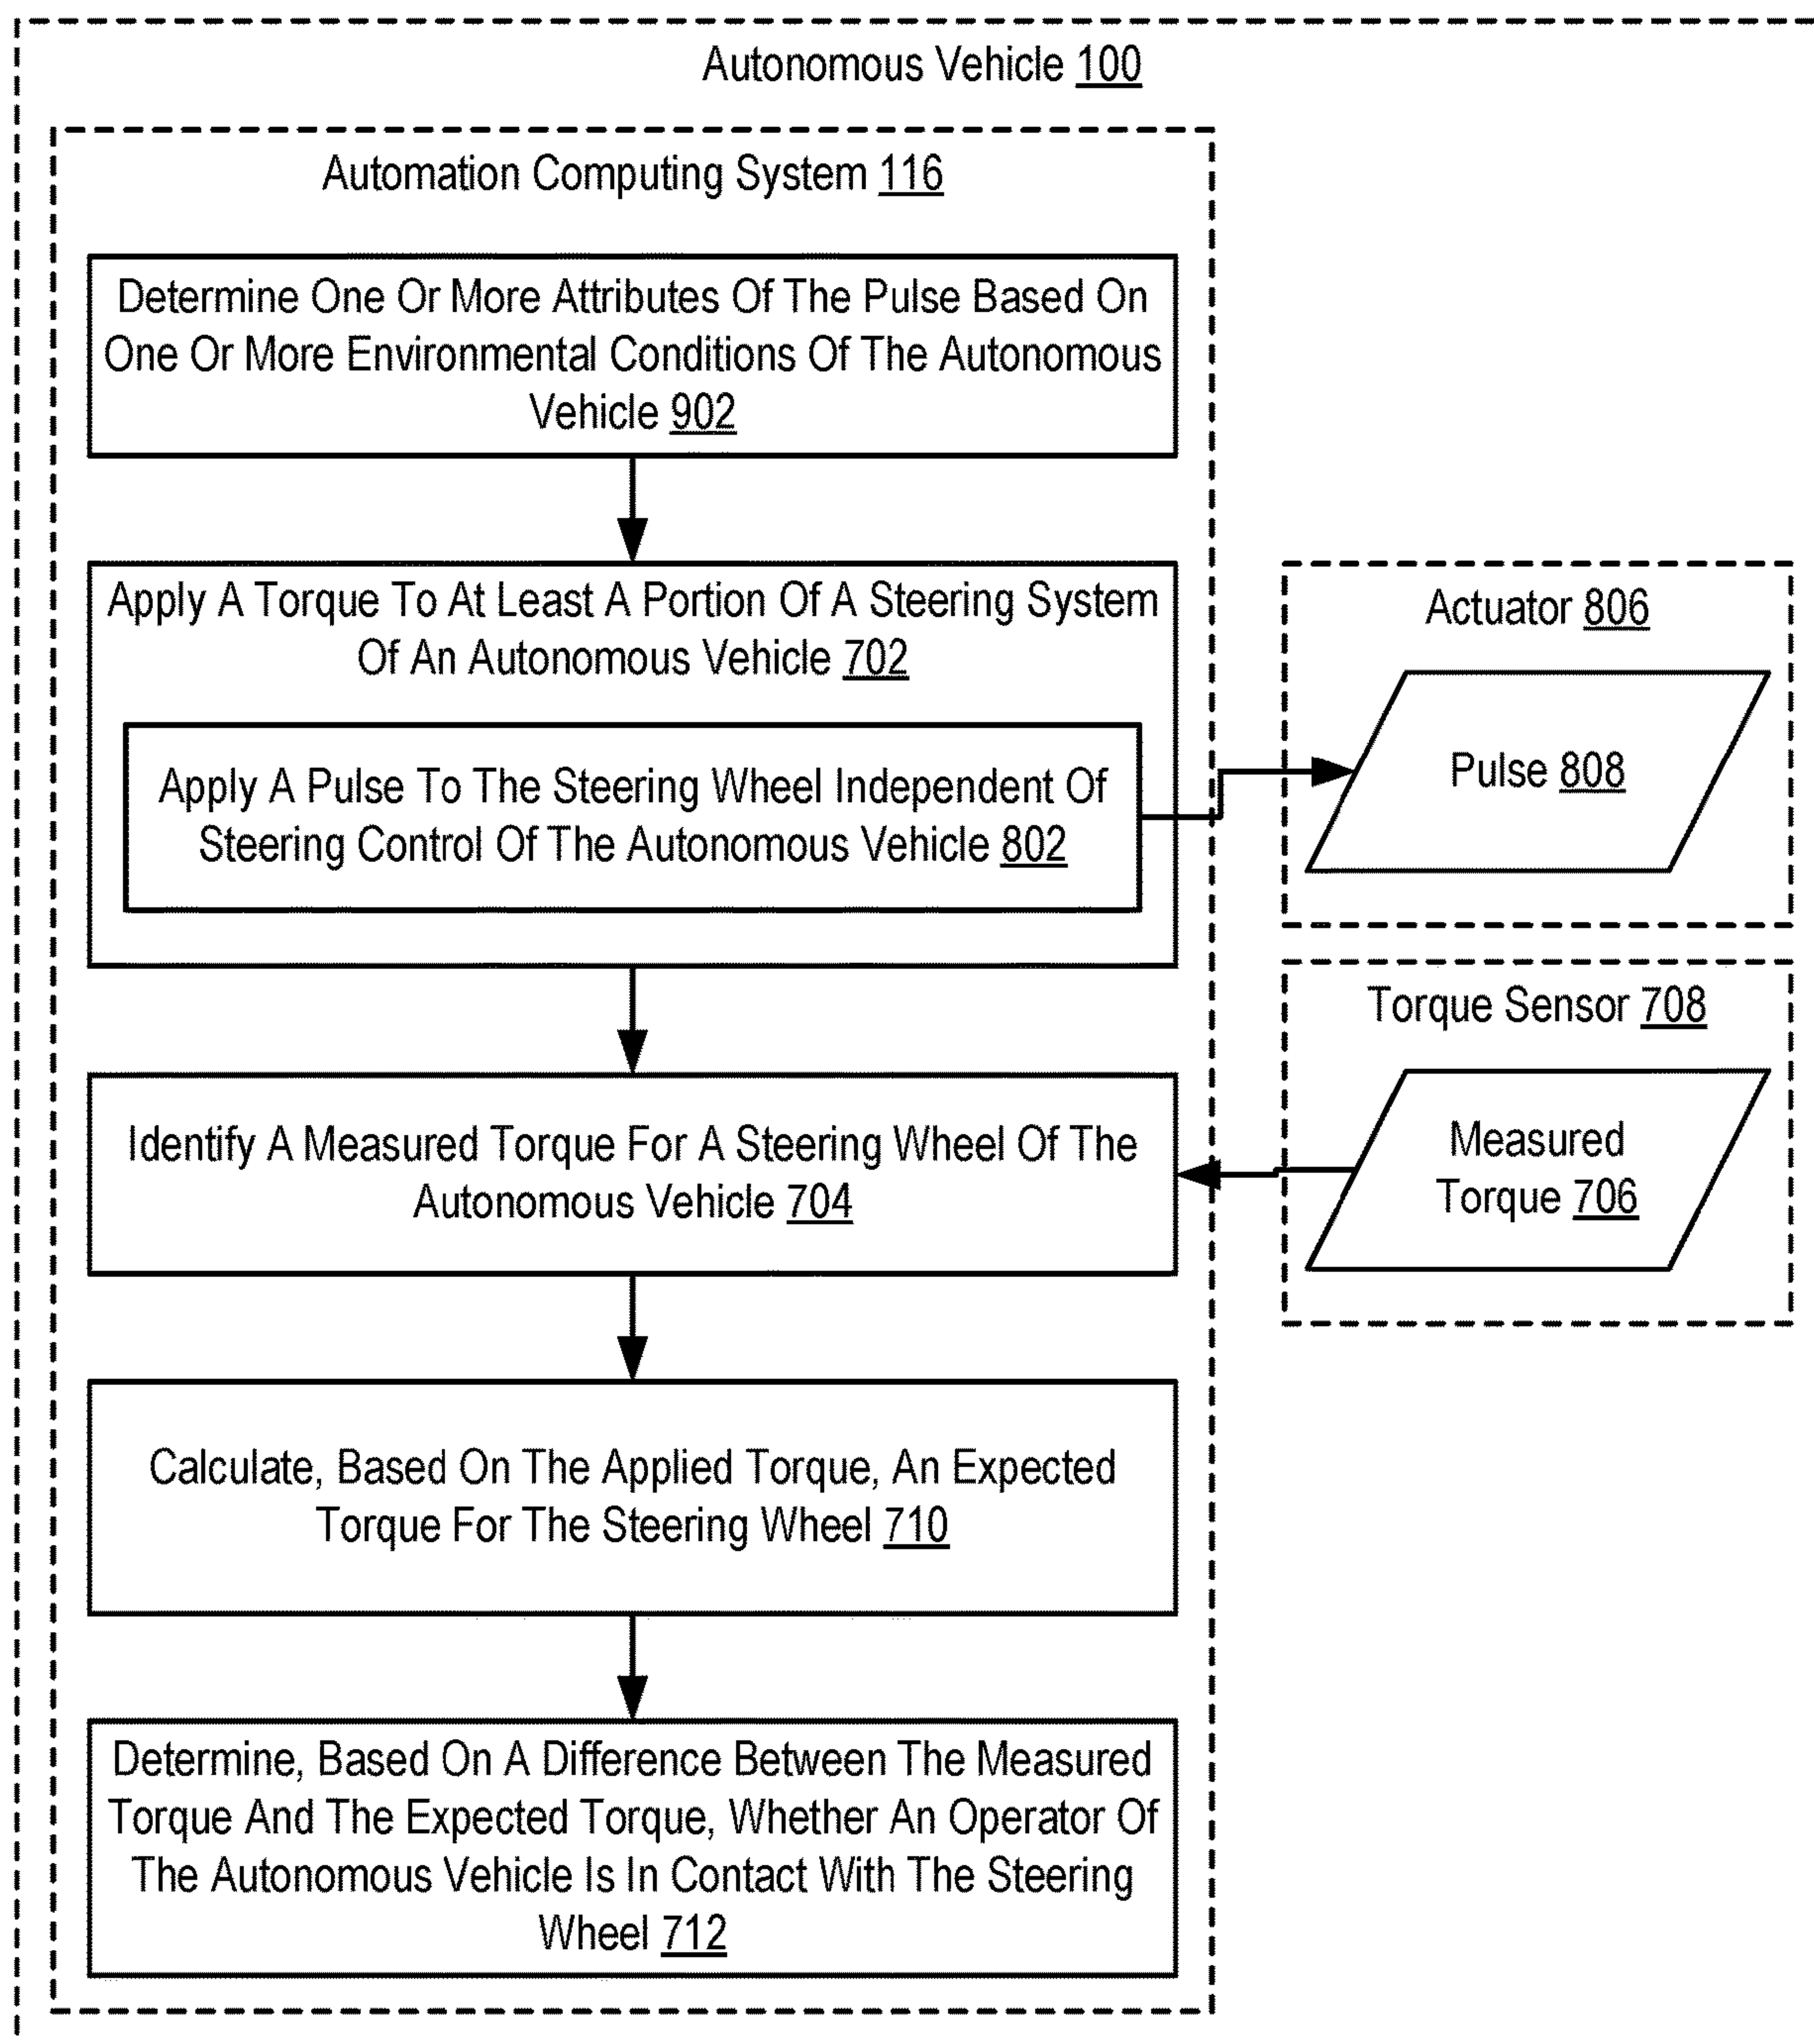 Autonomous Vehicle 100
Automation Computing System 116
Determine One Or More Attributes Of The Pulse Based On
One Or More Environmental Conditions Of The Autonomous
Vehicle 902
Apply A Torque To At Least A Portion Of A Steering System
Of An Autonomous Vehicle 702
Apply A Pulse To The Steering Wheel Independent Of
Steering Control Of The Autonomous Vehicle 802
Actuator 806
Pulse 808
Torque Sensor 708
Measured
Torque 706
Identify A Measured Torque For A Steering Wheel Of The
Autonomous Vehicle 704
Calculate, Based On The Applied Torque, An Expected
Torque For The Steering Wheel 710
Determine, Based On A Difference Between The Measured
Torque And The Expected Torque, Whether An Operator Of
The Autonomous Vehicle Is In Contact With The Steering
Wheel 712